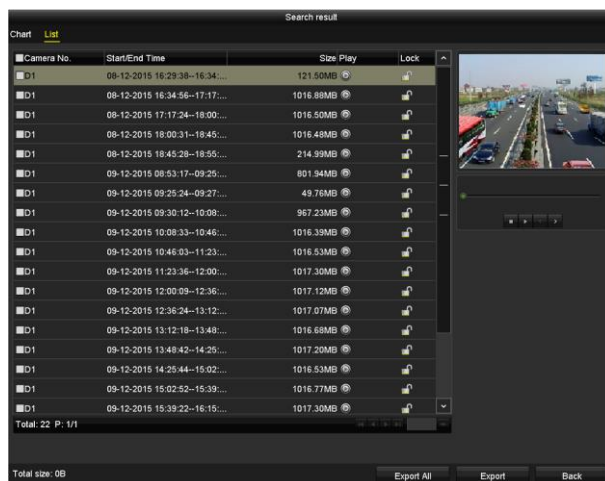 Search result
Chart List
Camera No. Start/End Time Size Play Lock
D1 08-12-2015 16:29:38--16:34:... 121.50MB
D1 08-12-2015 16:34:56--17:17:... 1016.88MB
D1 08-12-2015 17:17:24--18:00:... 1016.50MB
D1 08-12-2015 18:00:31--18:45:... 1016.48MB
D1 08-12-2015 18:45:28--18:55:... 214.99MB
D1 09-12-2015 08:53:17--09:25:... 801.94MB
D1 09-12-2015 09:25:24--09:27:... 49.76MB
D1 09-12-2015 09:30:12--10:08:... 967.23MB
D1 09-12-2015 10:08:33--10:46:... 1016.39MB
D1 09-12-2015 10:46:03--11:23:... 1016.53MB
D1 09-12-2015 11:23:36--12:00:... 1017.30MB
D1 09-12-2015 12:00:09--12:36:... 1017.12MB
D1 09-12-2015 12:36:24--13:12:... 1017.07MB
D1 09-12-2015 13:12:18--13:48:... 1016.68MB
D1 09-12-2015 13:48:42--14:25:... 1017.20MB
D1 09-12-2015 14:25:44--15:02:... 1016.53MB
D1 09-12-2015 15:02:52--15:39:... 1016.77MB
D1 09-12-2015 15:39:22--16:15:... 1017.30MB
Total: 22 P: 1/1
Total size: 0B
Export All Export Back